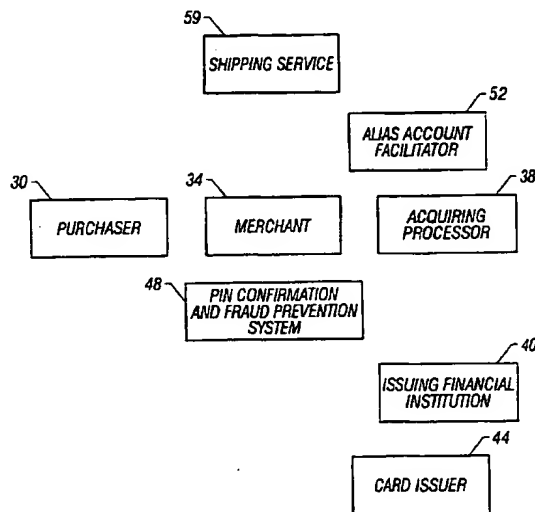 59
SHIPPING SERVICE
52
ALIAS ACCOUNT
FACILITATOR
30
PURCHASER
34
MERCHANT
38
ACQUIRING
PROCESSOR
48
PIN CONFIRMATION
AND FRAUD PREVENTION
SYSTEM
40
ISSUING FINANCIAL
INSTITUTION
44
CARD ISSUER